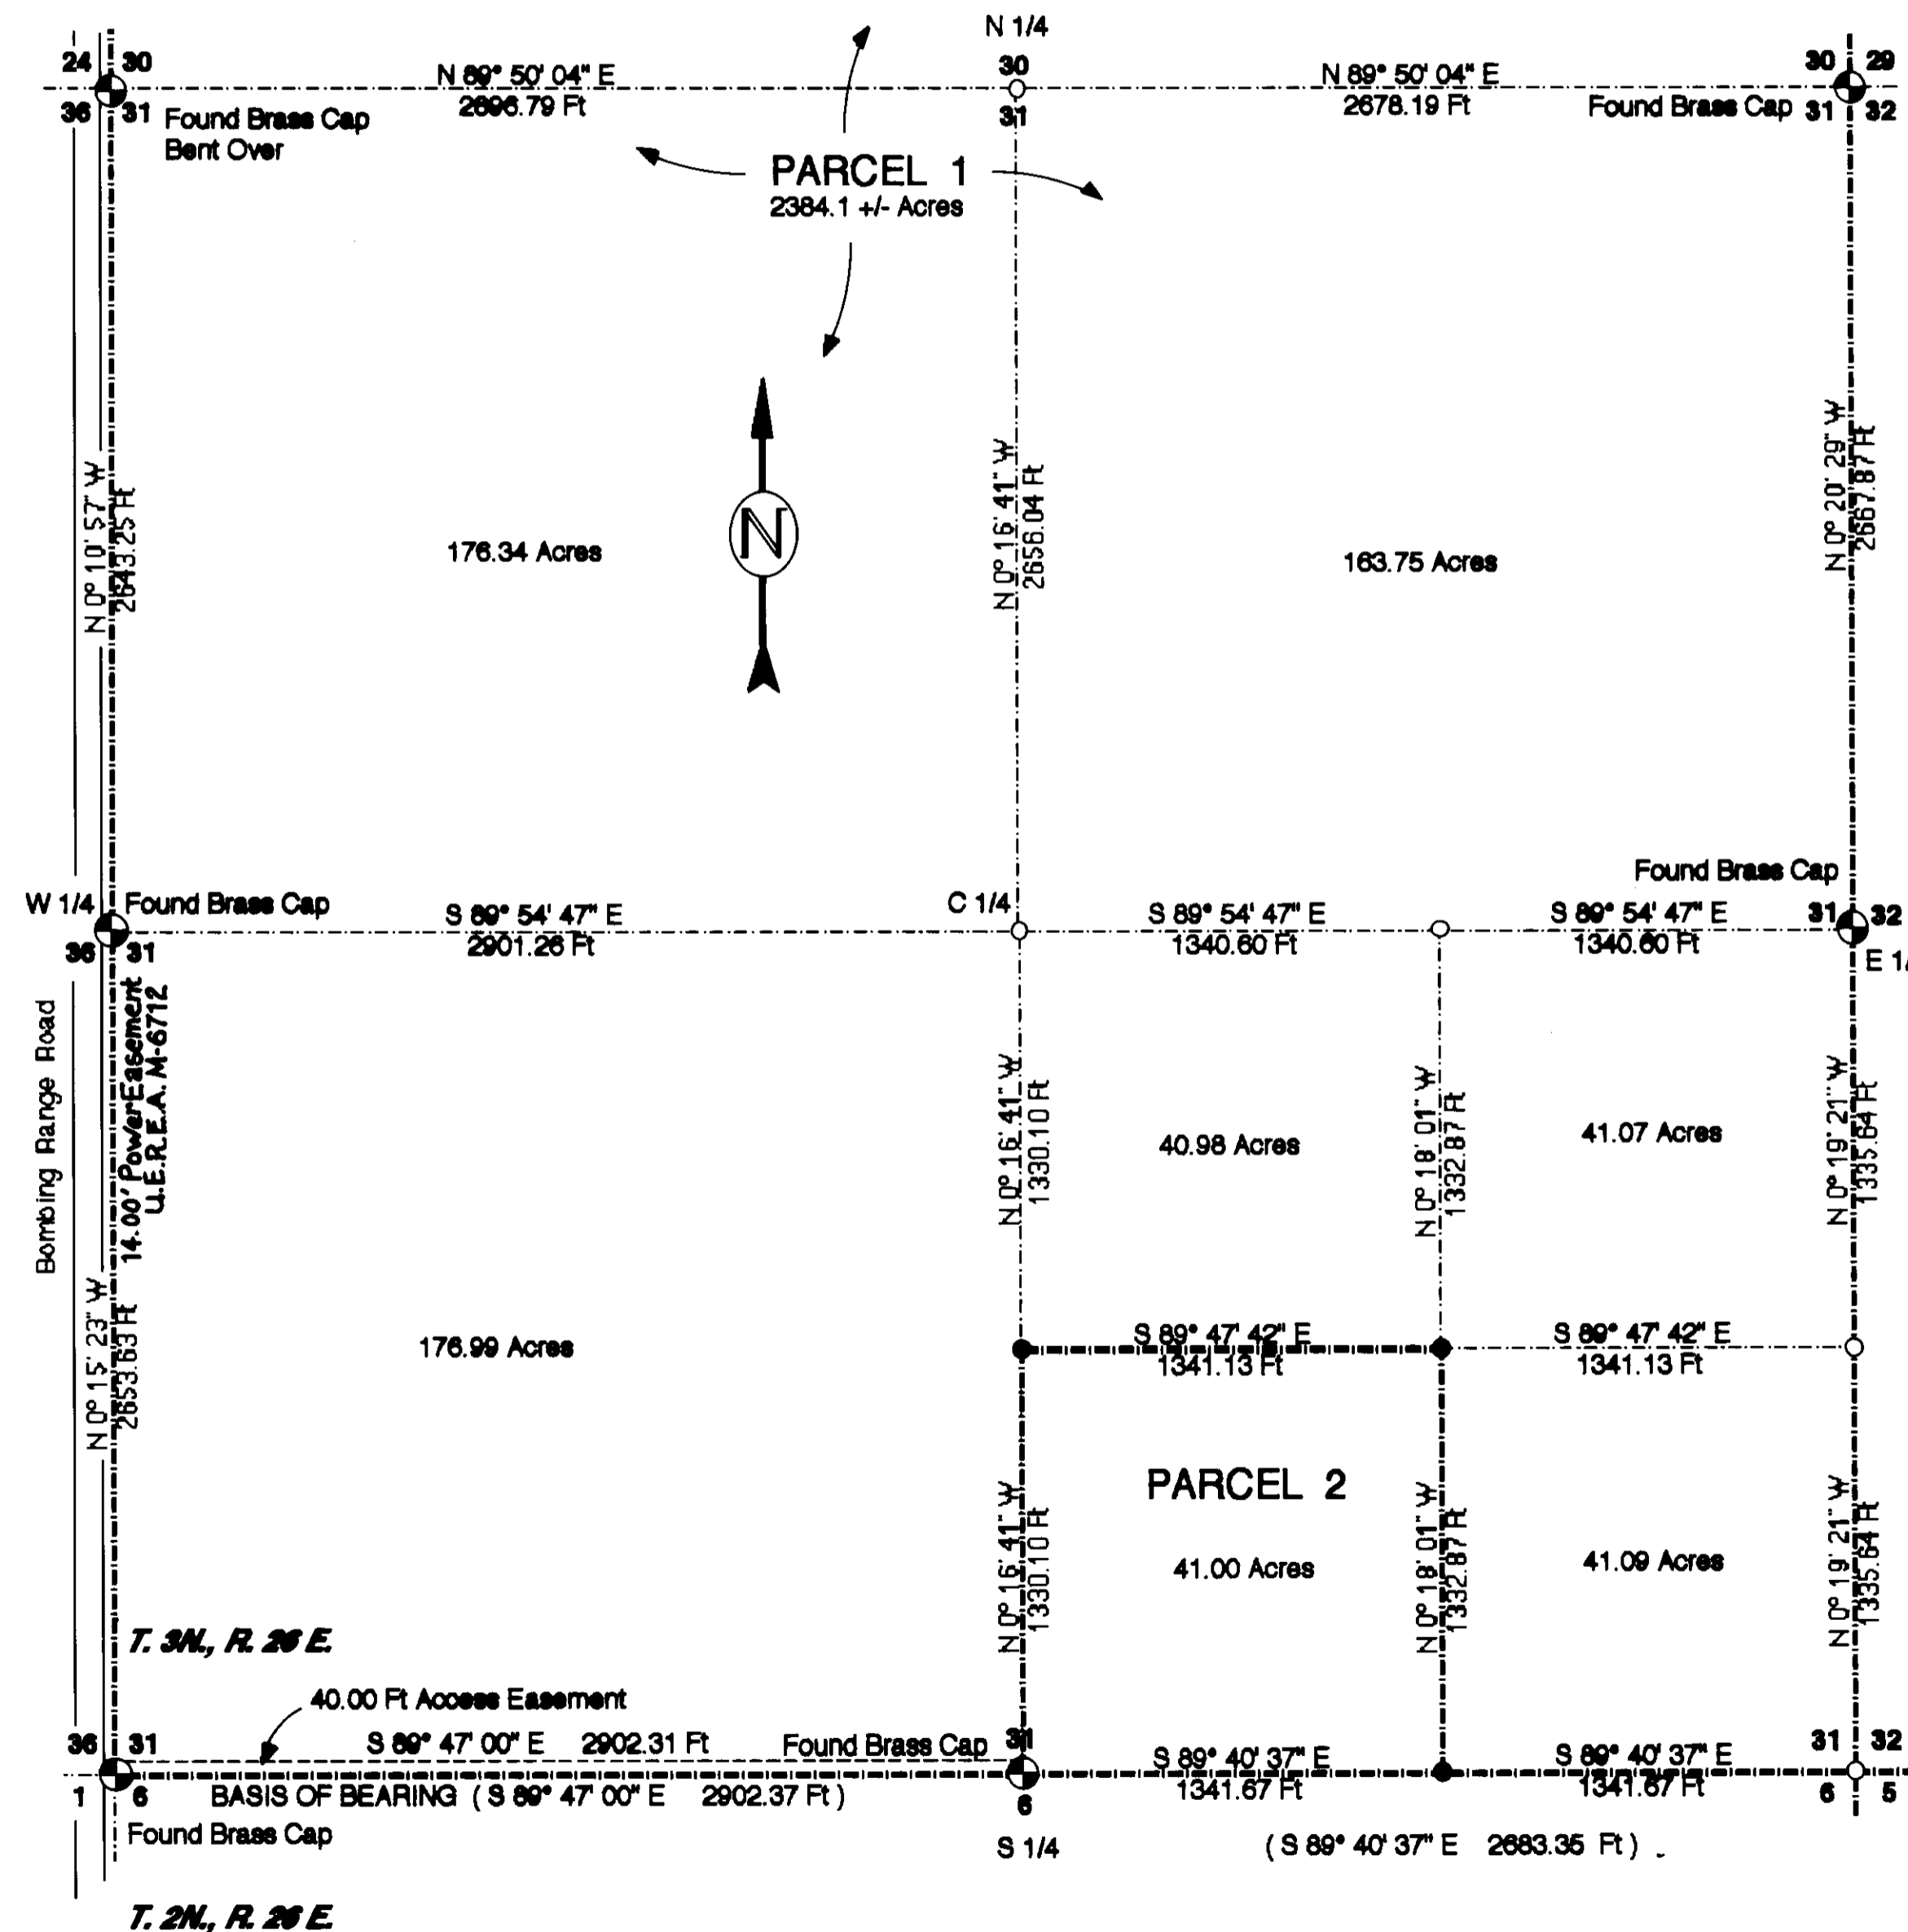 N 1/4
24 30
N 89° 50' 04" E
30
N 89° 50' 04" E
30 29
36 31
2896.79 Ft
31
2678.19 Ft
Found Brass Cap
31 32
Found Brass Cap
Bent Over
PARCEL 1
2384.1 +/- Acres
N 0° 10' 57" W
2643.25 Ft
N
N 0° 16' 41" W
2656.04 Ft
N 0° 20' 29" W
2667.87 Ft
176.34 Acres
163.75 Acres
Found Brass Cap
W 1/4
Found Brass Cap
S 89° 54' 47" E
C 1/4
S 89° 54' 47" E
S 89° 54' 47" E
31 32
36 31
2901.26 Ft
1340.60 Ft
1340.60 Ft
E 1/
Bombing Range Road
14.00' Power Easement
U.E.R.E.A. M-6712
N 0° 16' 41" W
1330.10 Ft
40.98 Acres
N 0° 18' 01" W
1332.87 Ft
41.07 Acres
N 0° 19' 21" W
1335.64 Ft
N 0° 15' 23" W
2653.63 Ft
176.99 Acres
S 89° 47' 42" E
1341.13 Ft
S 89° 47' 42" E
1341.13 Ft
PARCEL 2
N 0° 16' 41" W
1330.10 Ft
41.00 Acres
N 0° 18' 01" W
1332.87 Ft
41.09 Acres
N 0° 19' 21" W
1335.64 Ft
T. 3N., R. 26 E.
40.00 Ft Access Easement
36 31
S 89° 47' 00" E 2902.31 Ft
Found Brass Cap
31
S 89° 40' 37" E
S 89° 40' 37" E
31 32
1 6
BASIS OF BEARING ( S 89° 47' 00" E 2902.37 Ft )
6
1341.67 Ft
1341.67 Ft
6 5
Found Brass Cap
S 1/4
( S 89° 40' 37" E 2683.35 Ft )
T. 2N., R. 26 E.